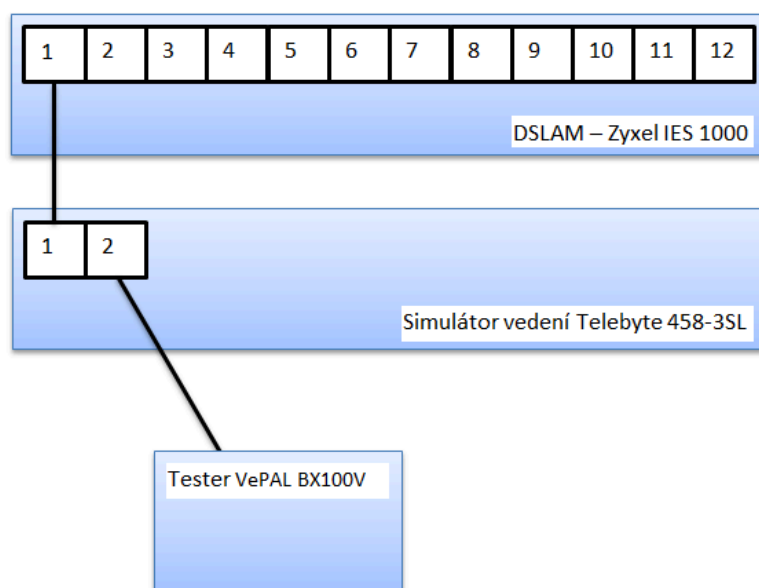 1 2 3 4 5 6 7 8 9 10 11 12
DSLAM – Zyxel IES 1000
1 2
Simulátor vedení Telebyte 458-3SL
Tester VePAL BX100V